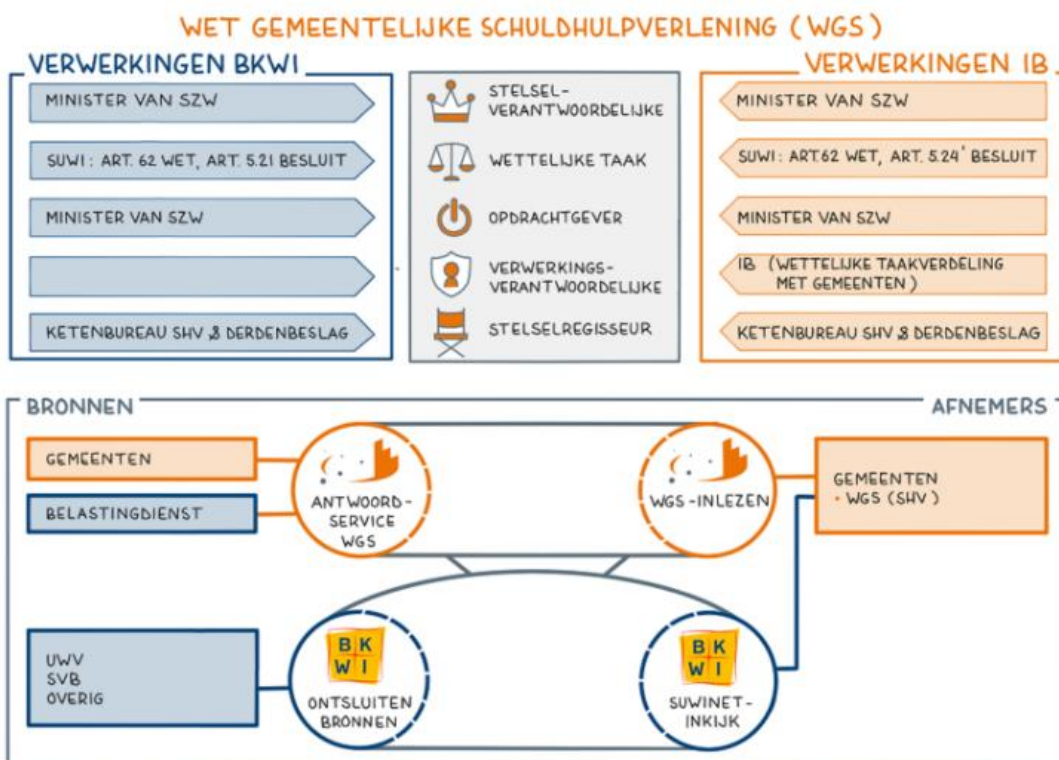 WET GEMEENTELIJKE SCHULDHULPVERLENING (WGS)
VERWERKINGEN BKWI
MINISTER VAN SZW
SUWI: ART. 62 WET, ART. 5.21 BESLUIT
MINISTER VAN SZW
KETENBUREAU SHV & DERDENBESLAG
STELSEL-
VERANTWOORDELIJKE
WETTELIJKE TAAK
OPDRACHTGEVER
VERWERKINGS-
VERANTWOORDELIJKE
STELSELREGISSEUR
VERWERKINGEN IB
MINISTER VAN SZW
SUWI: ART.62 WET, ART. 5.24' BESLUIT
MINISTER VAN SZW
IB (WETTELIJKE TAAKVERDELING
MET GEMEENTEN)
KETENBUREAU SHV & DERDENBESLAG
BRONNEN
AFNEMERS
GEMEENTEN
BELASTINGDIENST
UWV
SVB
OVERIG
ANTWOORD-
SERVICE
WGS
WGS-INLEZEN
GEMEENTEN
• WGS (SHV)
BK
WI
ONTSLUITEN
BRONNEN
BK
WI
SUWINET-
INKIJK